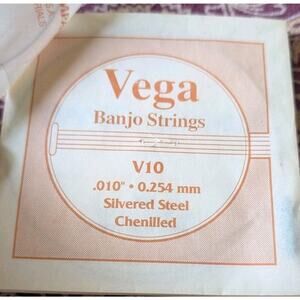 Vega
Banjo Strings
V10
.010" • 0.254 mm
Silvered Steel
Chenilled